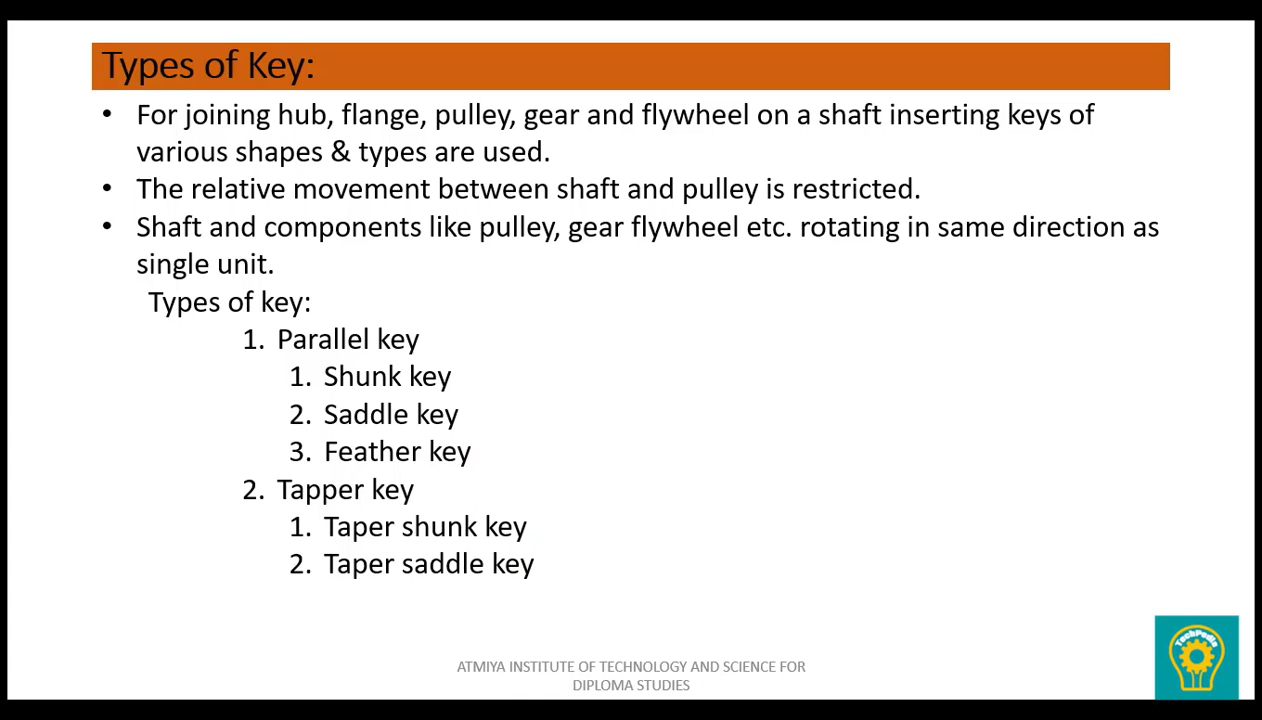 Types of Key:
• For joining hub, flange, pulley, gear and flywheel on a shaft inserting keys of
various shapes & types are used.
• The relative movement between shaft and pulley is restricted.
• Shaft and components like pulley, gear flywheel etc. rotating in same direction as
single unit.
Types of key:
1. Parallel key
1. Shunk key
2. Saddle key
3. Feather key
2. Tapper key
1. Taper shunk key
2. Taper saddle key
ATMIYA INSTITUTE OF TECHNOLOGY AND SCIENCE FOR
DIPLOMA STUDIES
TechPedia